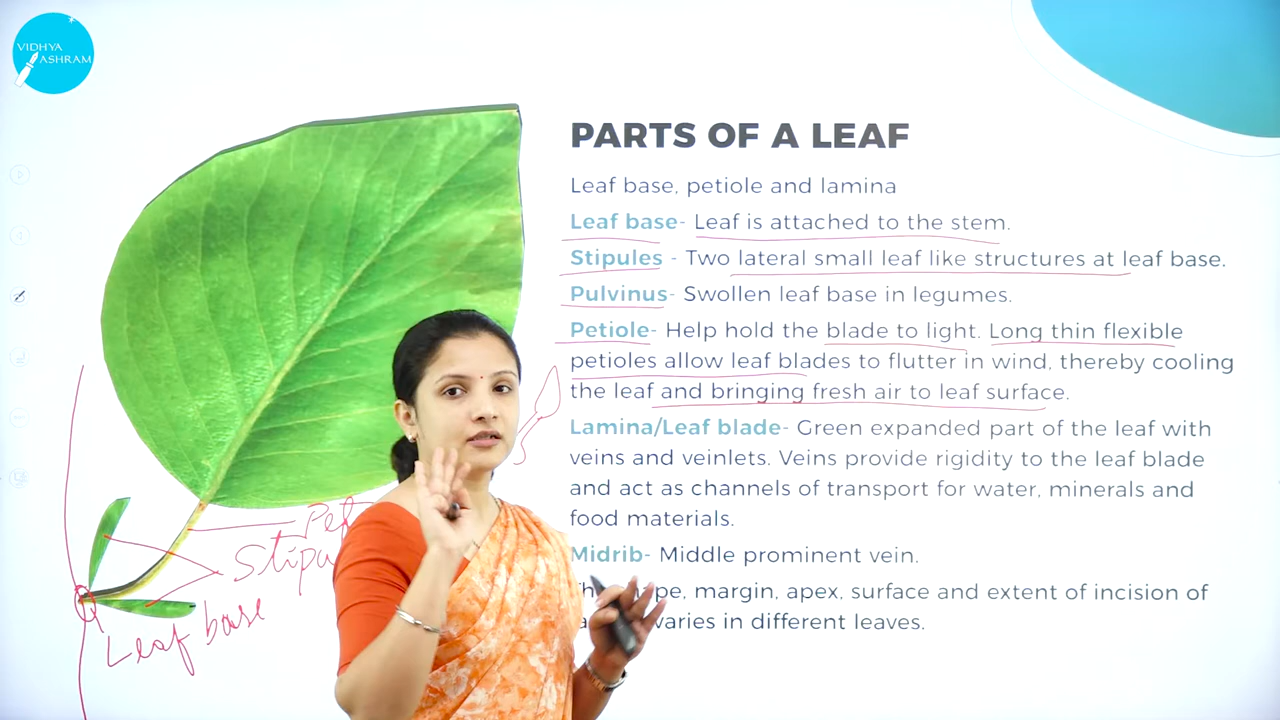 VIDHYA
ASHRAM
PARTS OF A LEAF
Leaf base, petiole and lamina
Leaf base- Leaf is attached to the stem.
Stipules - Two lateral small leaf like structures at leaf base.
Pulvinus- Swollen leaf base in legumes.
Petiole- Help hold the blade to light. Long thin flexible
petioles allow leaf blades to flutter in wind, thereby cooling
the leaf and bringing fresh air to leaf surface.
Lamina/Leaf blade- Green expanded part of the leaf with
veins and veinlets. Veins provide rigidity to the leaf blade
and act as channels of transport for water, minerals and
food materials.
Midrib- Middle prominent vein.
margin, apex, surface and extent of incision of
varies in different leaves.
Pet
Stipu
Leaf base